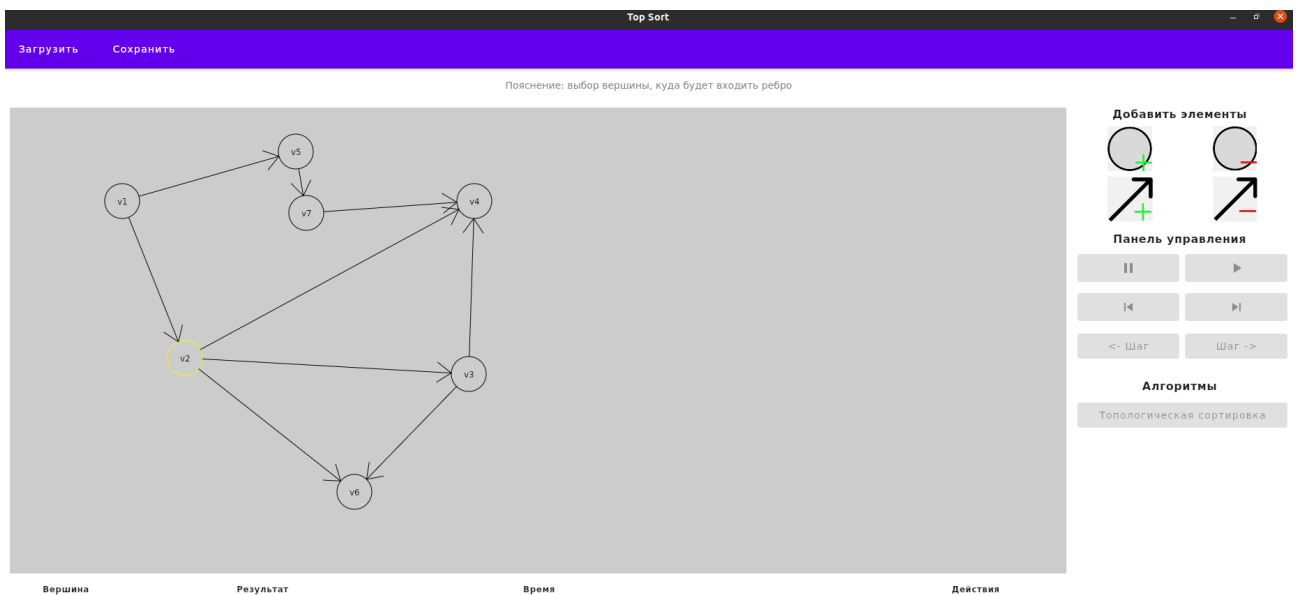 Top Sort
Загрузить Сохранить
Пояснение: выбор вершины, куда будет входить ребро
Добавить элементы
v5
v1
v7
v4
Панель управления
v2
v3
<- Шаг Шаг ->
Алгоритмы
Топологическая сортировка
v6
Вершина Результат Время Действия